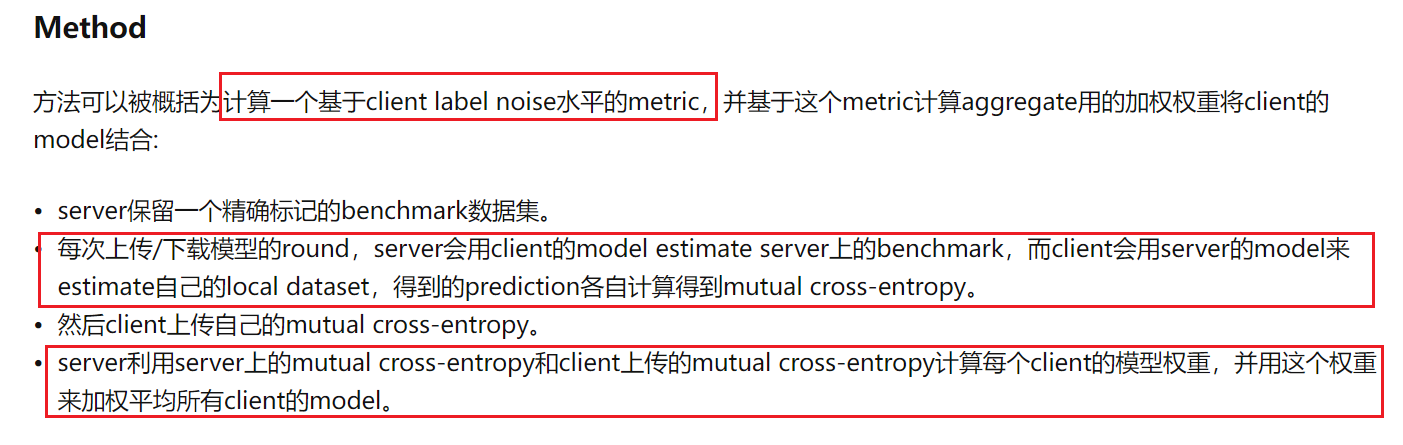 Method
方法可以被概括为计算一个基于client label noise水平的metric，并基于这个metric计算aggregate用的加权权重将client的
model结合:
• server保留一个精确标记的benchmark数据集。
• 每次上传/下载模型的round，server会用client的model estimate server上的benchmark，而client会用server的model来
estimate自己的local dataset，得到的prediction各自计算得到mutual cross-entropy。
• 然后client上传自己的mutual cross-entropy。
• server利用server上的mutual cross-entropy和client上传的mutual cross-entropy计算每个client的模型权重，并用这个权重
来加权平均所有client的model。